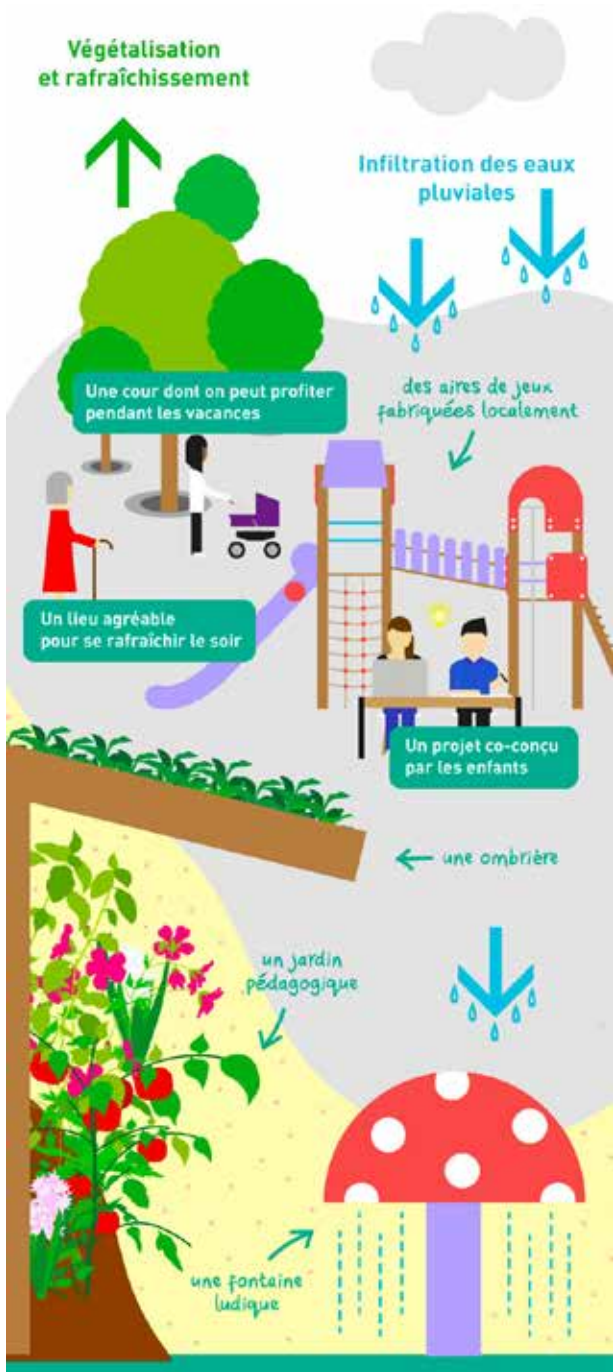 Végétalisation
et rafraîchissement
Infiltration des eaux
pluviales
Une cour dont on peut profiter
pendant les vacances
des aires de jeux
fabriquées localement
Un lieu agréable
pour se rafraîchir le soir
Un projet co-conçu
par les enfants
une ombrière
un jardin
pédagogique
une fontaine
ludique